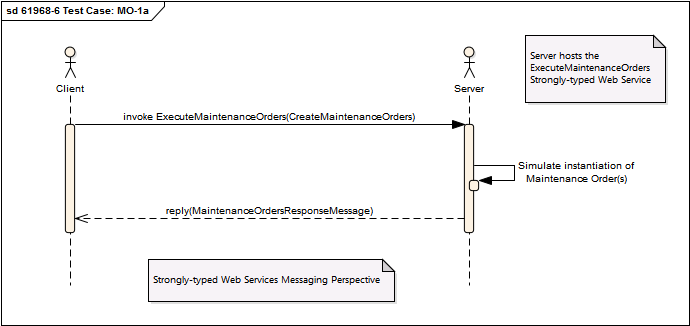 sd 61968-6 Test Case: MO-1a
Server hosts the
ExecuteMaintenanceOrders
Strongly-typed Web Service
Client
Server
invoke ExecuteMaintenanceOrders(CreateMaintenanceOrders)
Simulate instantiation of
Maintenance Order(s)
reply(MaintenanceOrdersResponseMessage)
Strongly-typed Web Services Messaging Perspective